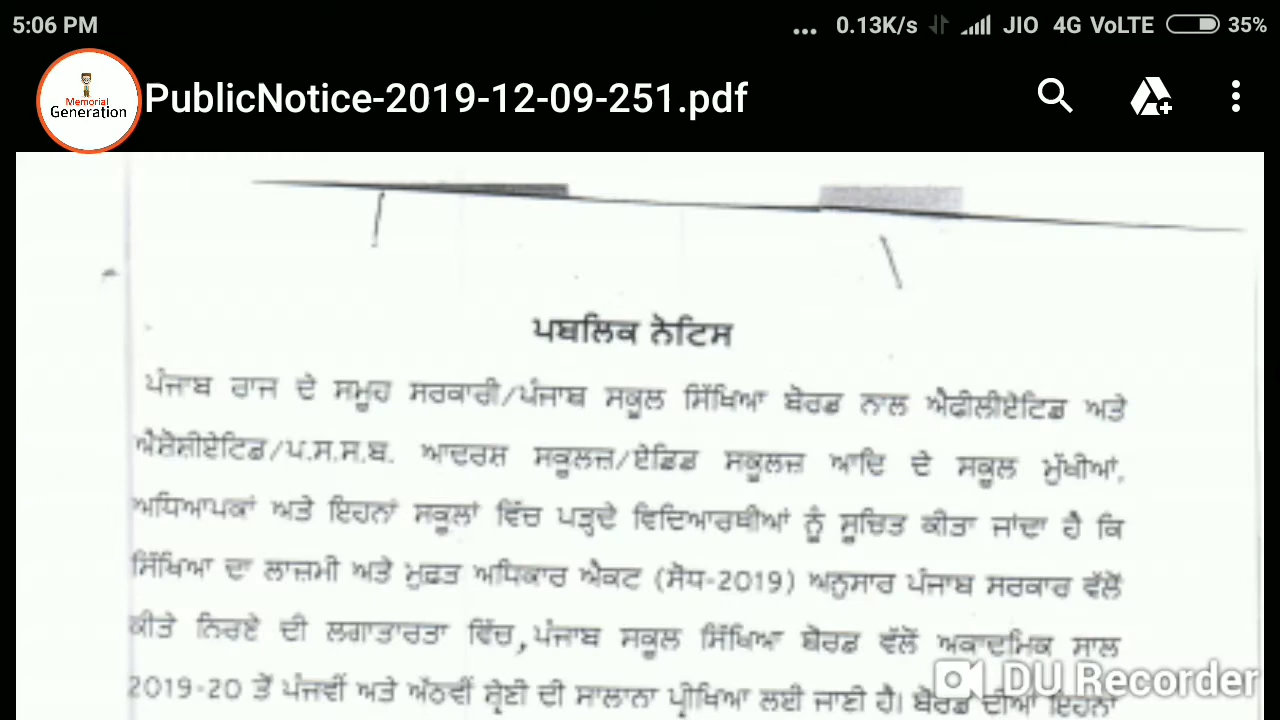 5:06 PM
... 0.13K/s JIO 4G VoLTE 35%
Memorial
Generation
PublicNotice-2019-12-09-251.pdf
ਪਬਲਿਕ ਨੋਟਿਸ
ਪੰਜਾਬ ਰਾਜ ਦੇ ਸਮੂਹ ਸਰਕਾਰੀ/ਪੰਜਾਬ ਸਕੂਲ ਸਿੱਖਿਆ ਬੋਰਡ ਨਾਲ ਐਫੀਲੀਏਟਿਡ ਅਤੇ
ਐਸੋਸੀਏਟਿਡ/ਪ.ਸ.ਸ.ਬ. ਆਦਰਸ਼ ਸਕੂਲਜ਼/ਏਡਿਡ ਸਕੂਲਜ਼ ਆਦਿ ਦੇ ਸਕੂਲ ਮੁੱਖੀਆਂ,
ਅਧਿਆਪਕਾਂ ਅਤੇ ਇਹਨਾਂ ਸਕੂਲਾਂ ਵਿੱਚ ਪੜ੍ਹਦੇ ਵਿਦਿਆਰਥੀਆਂ ਨੂੰ ਸੂਚਿਤ ਕੀਤਾ ਜਾਂਦਾ ਹੈ ਕਿ
ਸਿੱਖਿਆ ਦਾ ਲਾਜ਼ਮੀ ਅਤੇ ਮੁਫ਼ਤ ਅਧਿਕਾਰ ਐਕਟ (ਸੋਧ-2019) ਅਨੁਸਾਰ ਪੰਜਾਬ ਸਰਕਾਰ ਵੱਲੋਂ
ਕੀਤੇ ਨਿਰਣੇ ਦੀ ਲਗਾਤਾਰਤਾ ਵਿੱਚ, ਪੰਜਾਬ ਸਕੂਲ ਸਿੱਖਿਆ ਬੋਰਡ ਵੱਲੋਂ ਅਕਾਦਮਿਕ ਸਾਲ
2019-20 ਤੋਂ ਪੰਜਵੀਂ ਅਤੇ ਅੱਠਵੀਂ ਸ਼੍ਰੇਣੀ ਦੀ ਸਾਲਾਨਾ ਪ੍ਰੀਖਿਆ ਲਈ ਜਾਣੀ ਹੈ। ਬੋਰਡ ਦੀਆਂ ਇਹਨਾਂ
DU Recorder